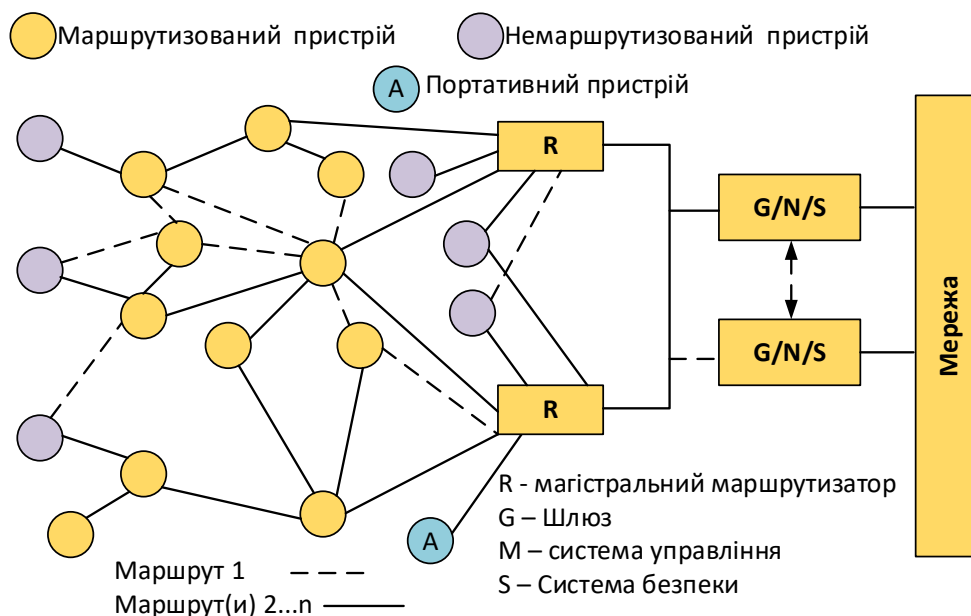 Маршрутизований пристрій
Немаршрутизований пристрій
A
Портативний пристрій
R
G/N/S
G/N/S
Мережа
R
A
R - магістральний маршрутизатор
G – Шлюз
M – система управління
S – Система безпеки
Маршрут 1
Маршрут(и) 2...n